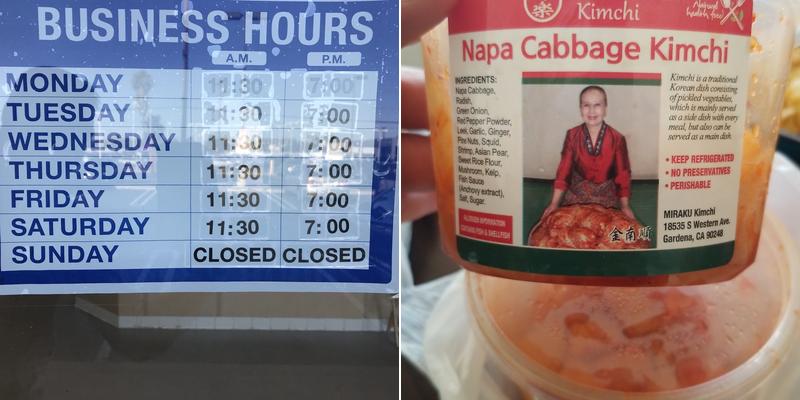 BUSINESS HOURS
A.M. P.M.
MONDAY 11:30 7:00
TUESDAY 11:30 7:00
WEDNESDAY 11:30 7:00
THURSDAY 11:30 7:00
FRIDAY 11:30 7:00
SATURDAY 11:30 7:00
SUNDAY CLOSED CLOSED
樂
Kimchi
Natural
health food
Napa Cabbage Kimchi
INGREDIENTS:
Napa Cabbage,
Radish,
Green Onion,
Red Pepper Powder,
Leek, Garlic, Ginger,
Pine Nuts, Squid,
Shrimp, Asian Pear,
Sweet Rice Flour,
Mushroom, Kelp,
Fish Sauce
(Anchovy extract),
Salt, Sugar.
ALLERGEN INFORMATION
CONTAINS FISH & SHELLFISH
金南順
Kimchi is a traditional
Korean dish consisting
of pickled vegetables,
which is mainly served
as a side dish with every
meal, but also can be
served as a main dish.
• KEEP REFRIGERATED
• NO PRESERVATIVES
• PERISHABLE
MIRAKU Kimchi
18535 S Western Ave.
Gardena, CA 90248